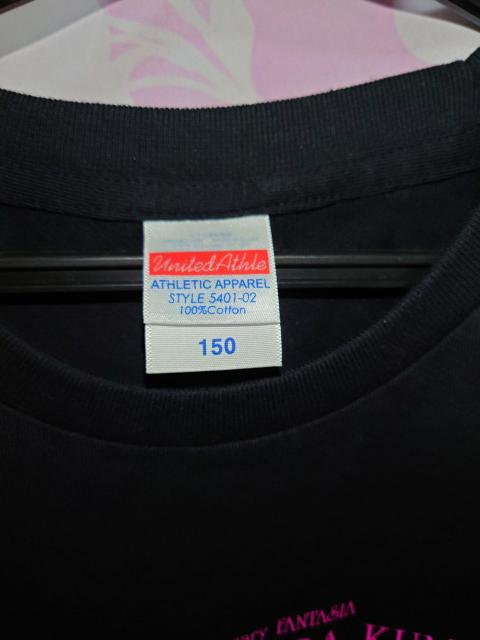 United Athle
ATHLETIC APPAREL
STYLE 5401-02
100%Cotton
150
FANTASIA